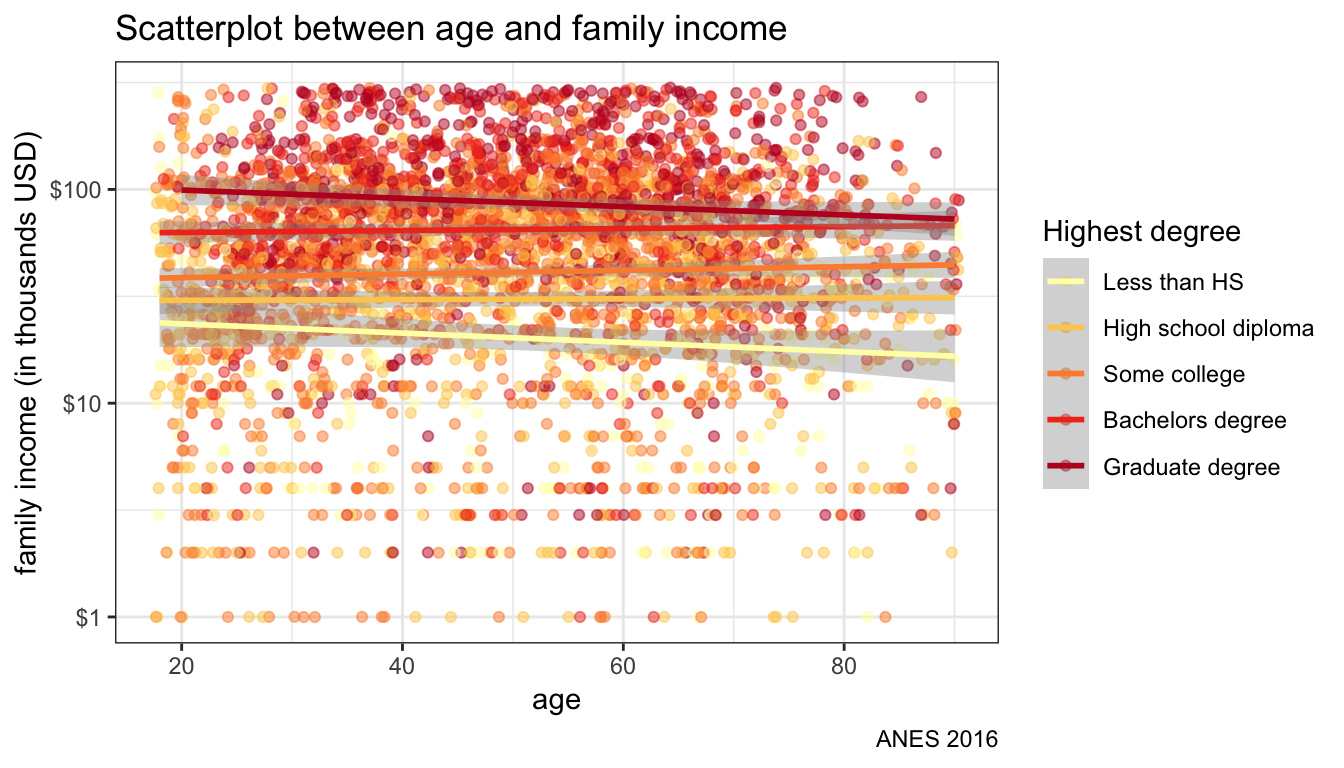 Scatterplot between age and family income
family income (in thousands USD)
$100
$10
$1
20 40 60 80
age
Highest degree
Less than HS
High school diploma
Some college
Bachelors degree
Graduate degree
ANES 2016